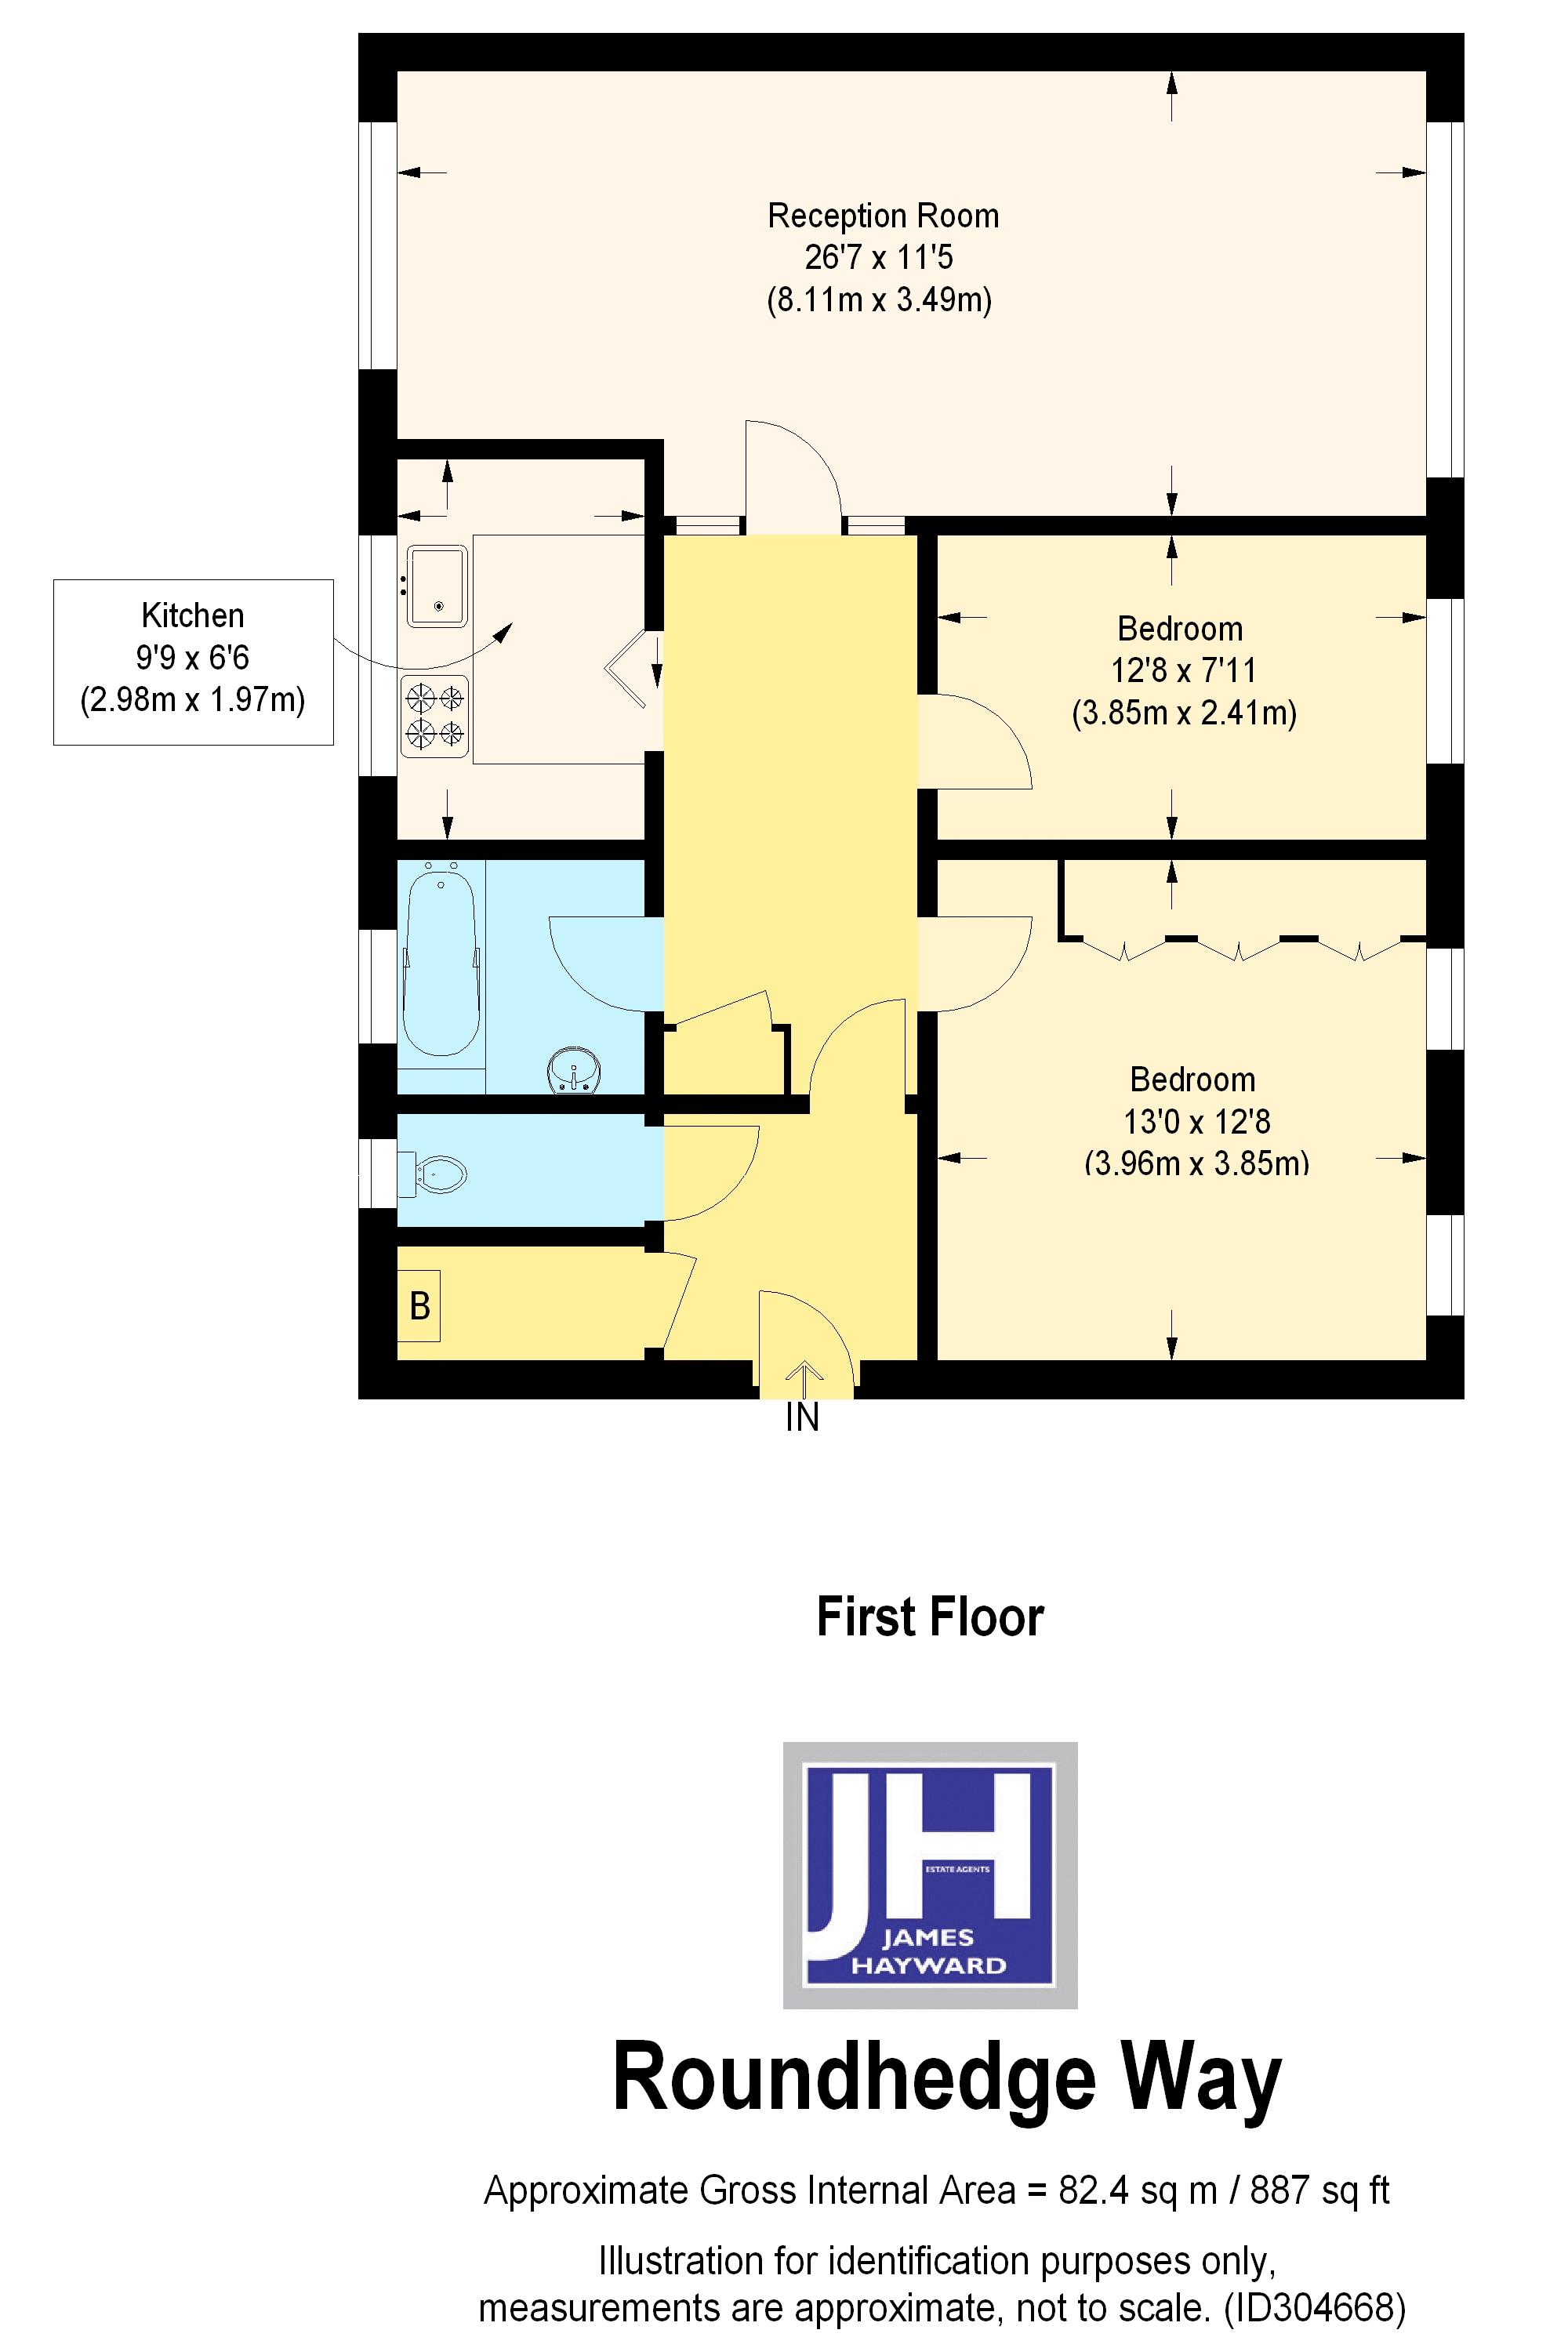 Reception Room
26'7 x 11'5
(8.11m x 3.49m)
Kitchen
9'9 x 6'6
(2.98m x 1.97m)
Bedroom
12'8 x 7'11
(3.85m x 2.41m)
Bedroom
13'0 x 12'8
(3.96m x 3.85m)
B
IN
First Floor
JH
ESTATE AGENTS
JAMES
HAYWARD
Roundhedge Way
Approximate Gross Internal Area = 82.4 sq m / 887 sq ft
Illustration for identification purposes only,
measurements are approximate, not to scale. (ID304668)